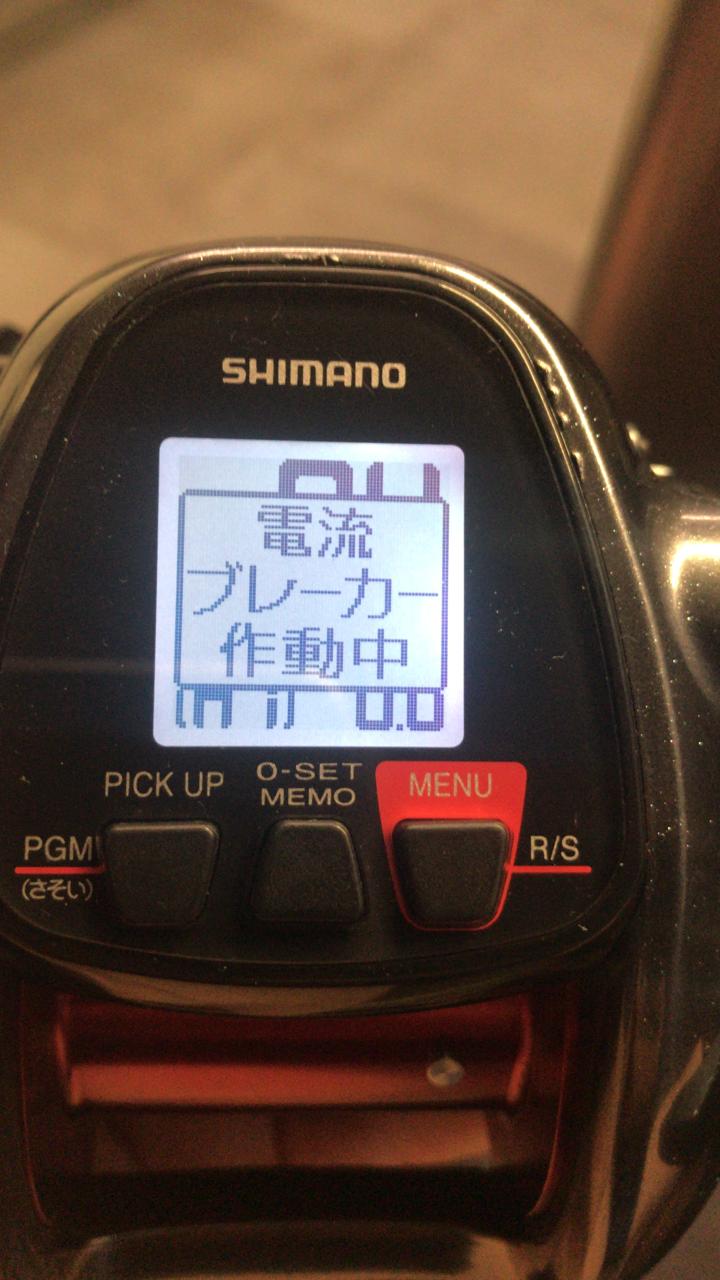 SHIMANO
電流
ブレーカー
作動中
0.0
PICK UP
0-SET
MEMO
MENU
PGM
(さそい)
R/S